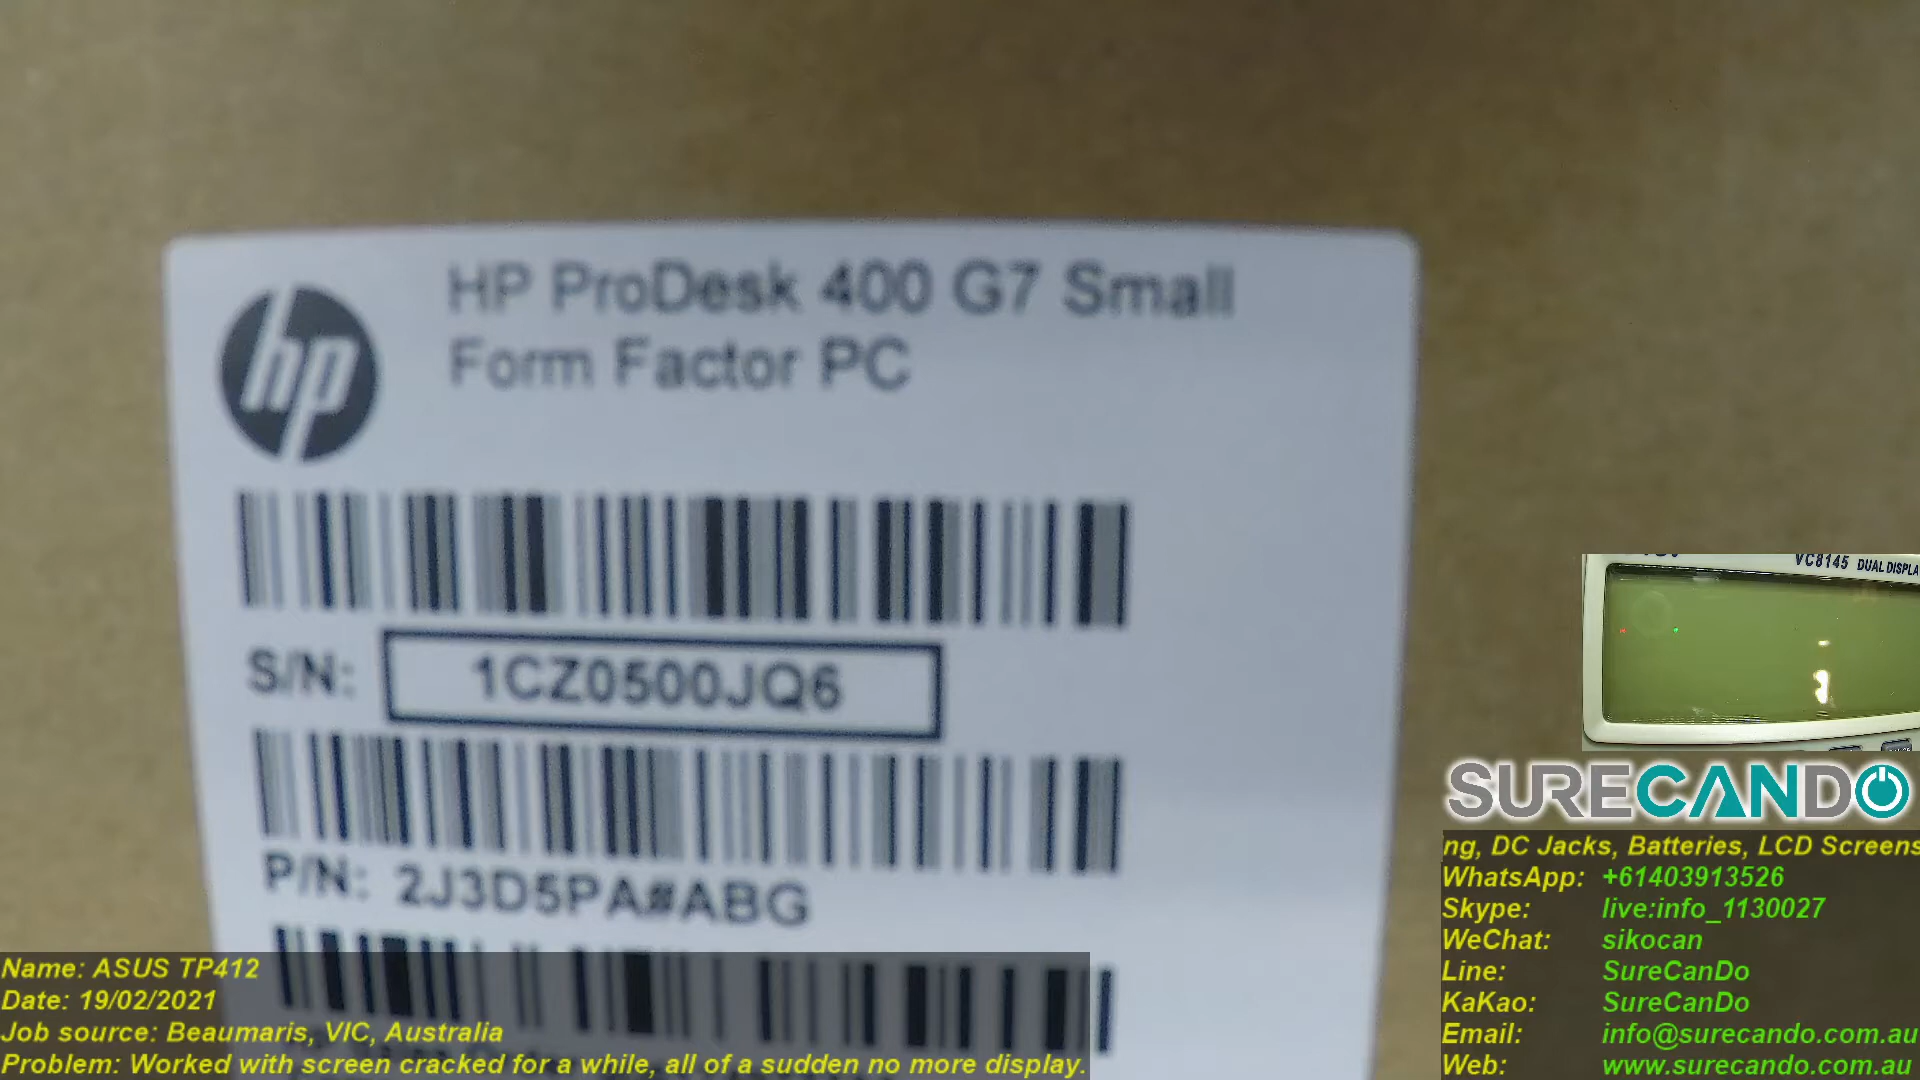 HP ProDesk 400 G7 Small
Form Factor PC
hp
S/N: 1CZ0500JQ6
P/N: 2J3D5PA#ABG
VC8145 DUAL DISPLA
SURECANDO
ng, DC Jacks, Batteries, LCD Screens
WhatsApp: +61403913526
Skype: live:info_1130027
WeChat: sikocan
Line: SureCanDo
KaKao: SureCanDo
Email: info@surecando.com.au
Web: www.surecando.com.au
Name: ASUS TP412
Date: 19/02/2021
Job source: Beaumaris, VIC, Australia
Problem: Worked with screen cracked for a while, all of a sudden no more display.